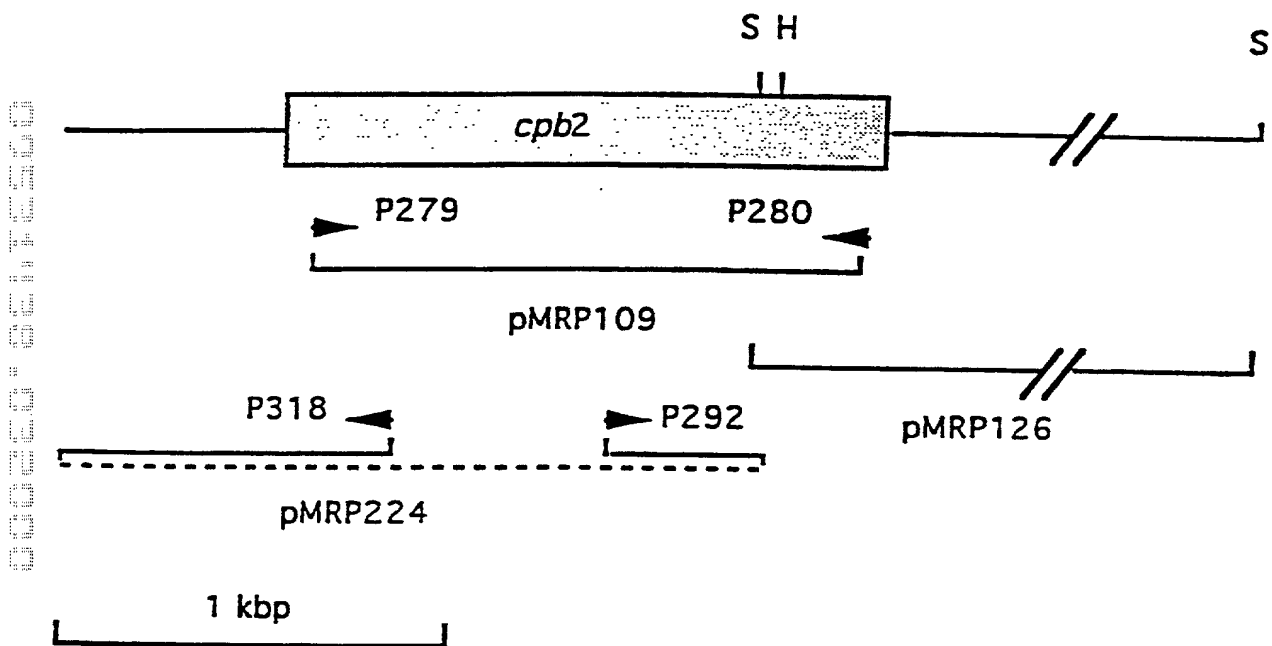 S H
S
cpb2
P279
P280
pMRP109
P318
P292
pMRP126
pMRP224
1 kbp